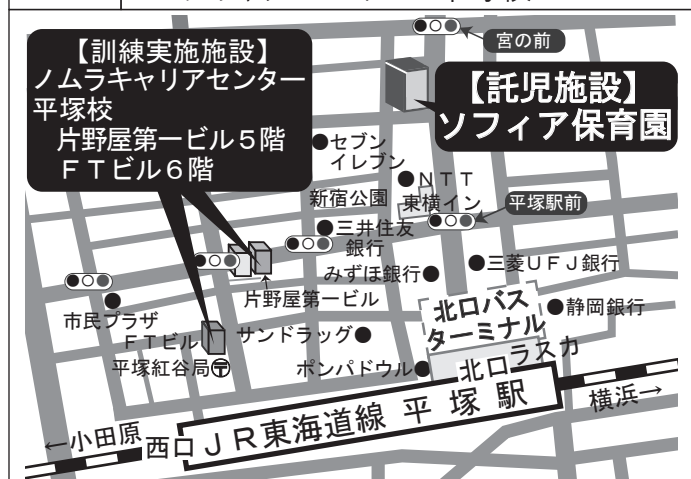 宮の前
【訓練実施施設】
ノムラキャリアセンター
平塚校
片野屋第一ビル5階
FTビル6階
【託児施設】
ソフィア保育園
セブン
イレブン
NTT
新宿公園
東横イン
平塚駅前
三井住友
銀行
みずほ銀行
三菱UFJ銀行
片野屋第一ビル
市民プラザ
北口バス
ターミナル
静岡銀行
FTビル
サンドラッグ
平塚紅谷局〒
ポンパドウル
北口
ラスカ
←小田原
西口
JR東海道線 平塚駅
横浜→